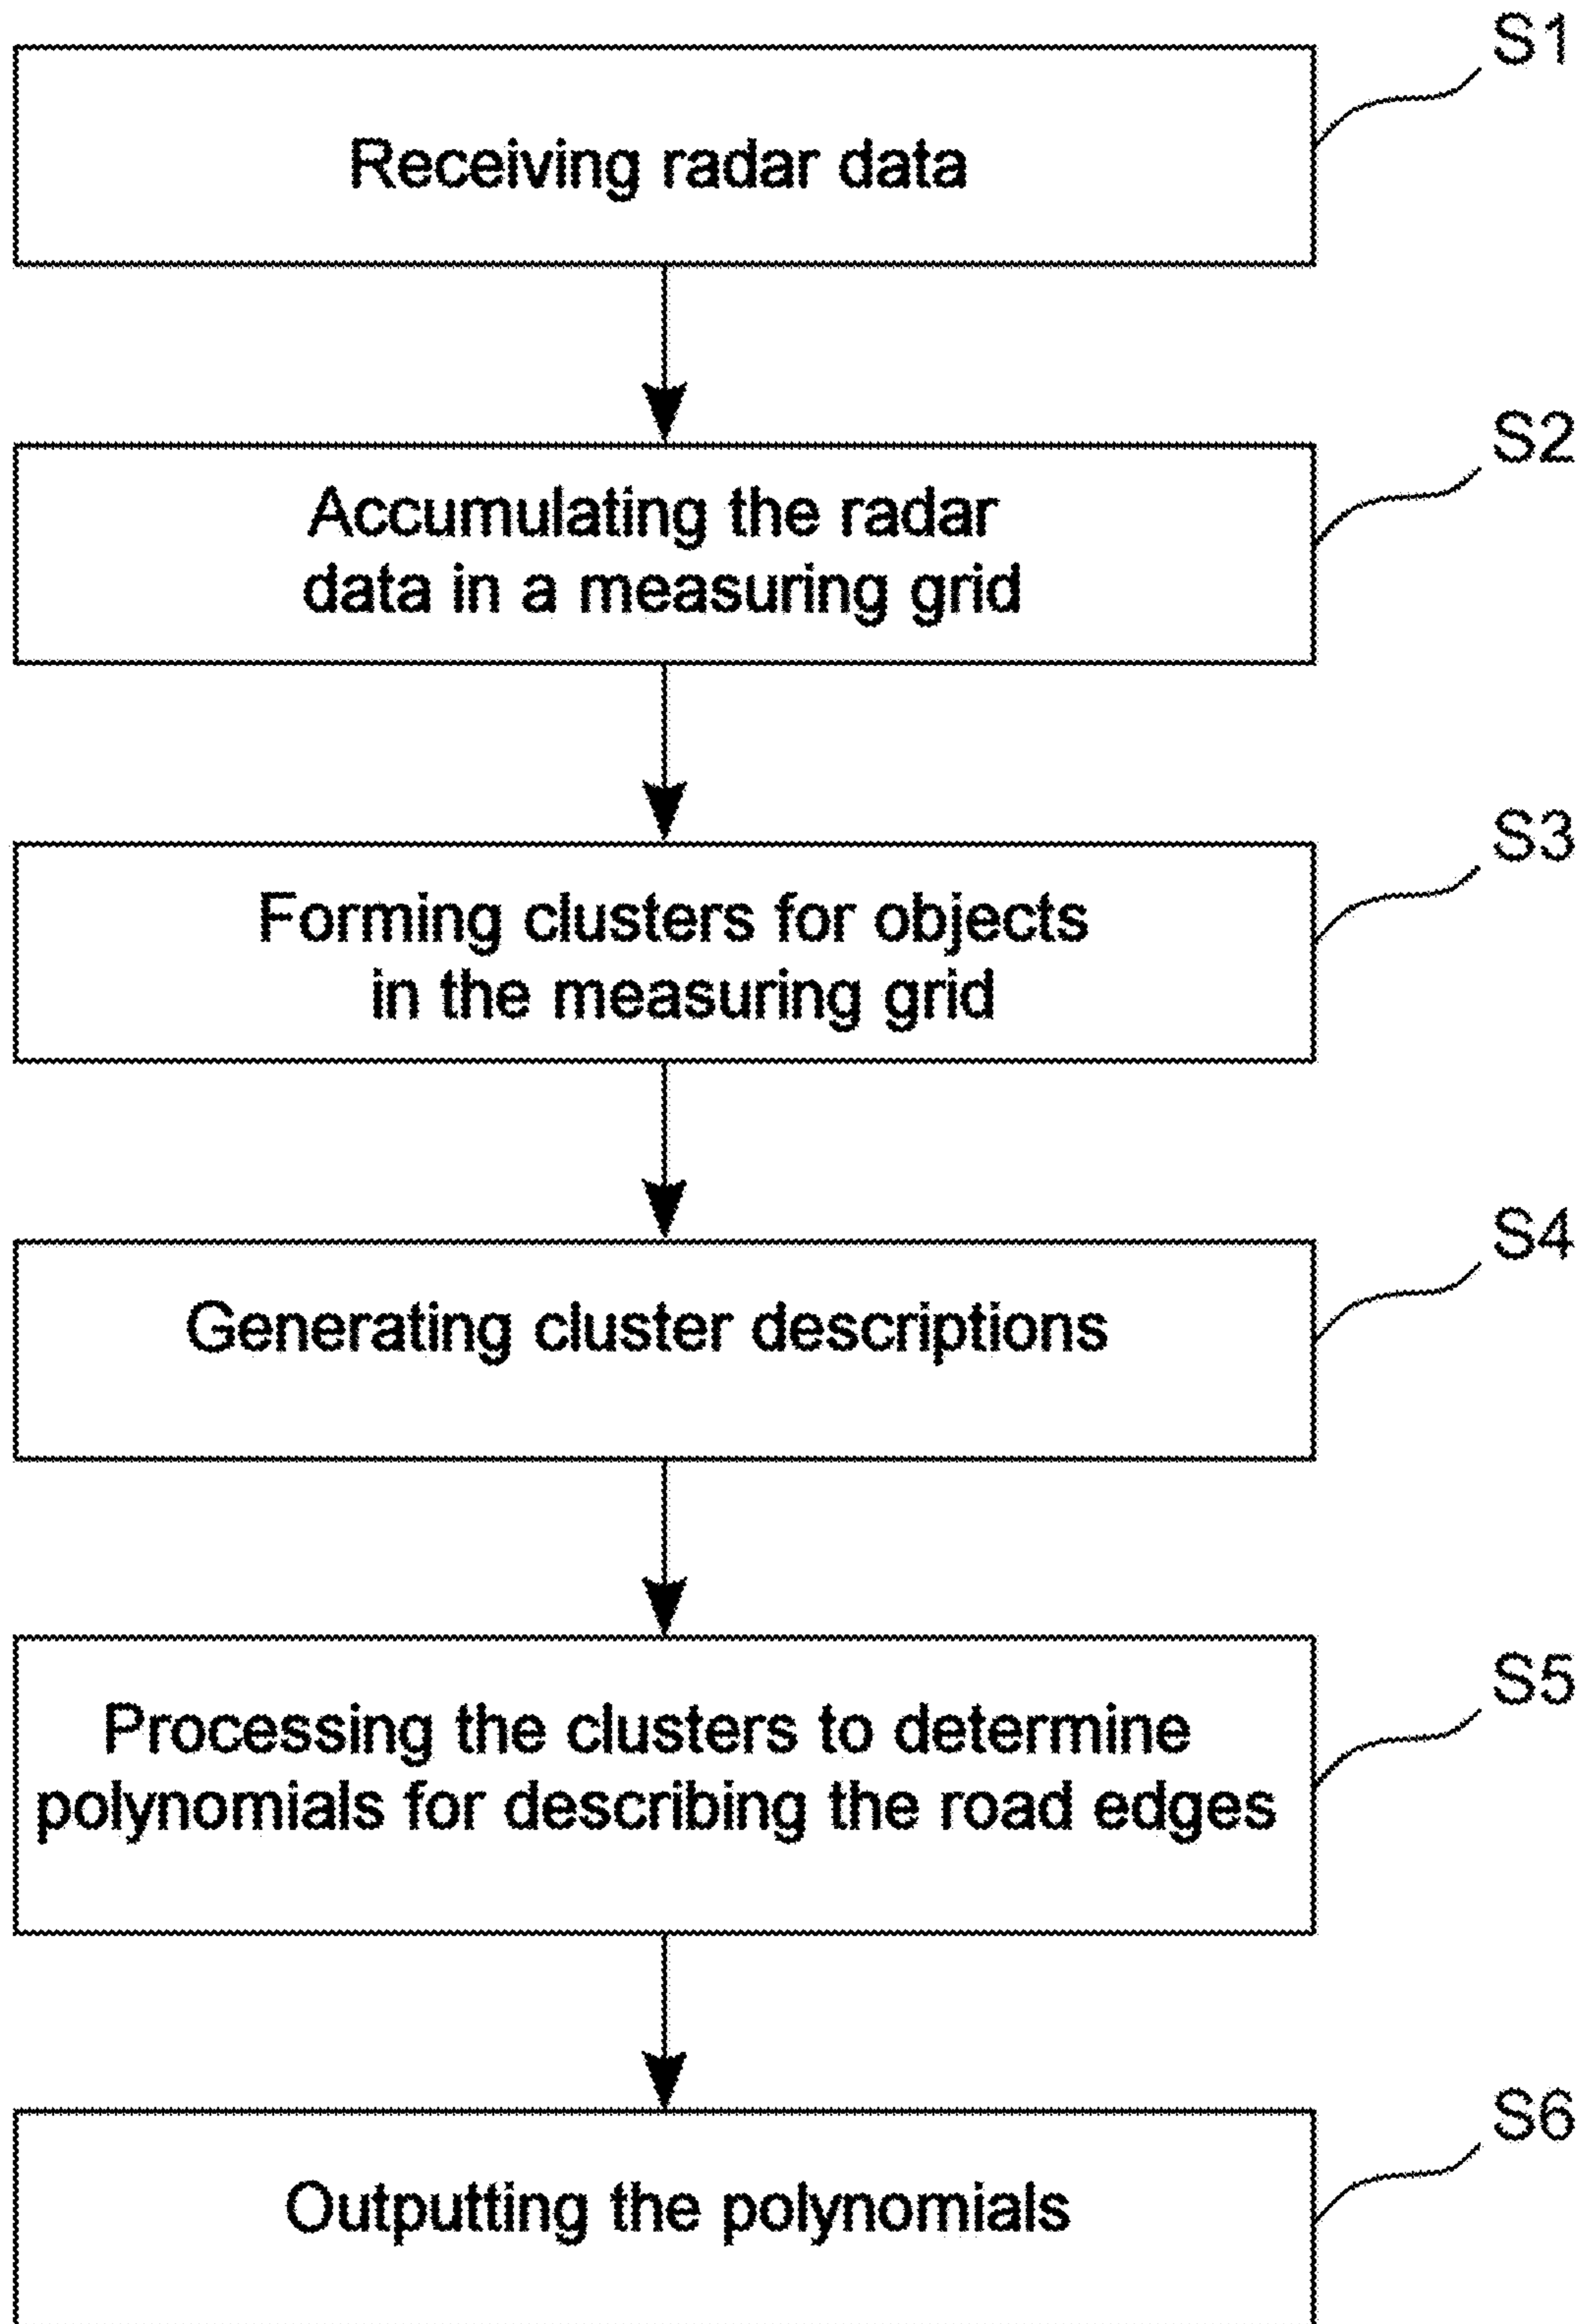 S1
Receiving radar data
S2
Accumulating the radar
data in a measuring grid
S3
Forming clusters for objects
in the measuring grid
S4
Generating cluster descriptions
S5
Processing the clusters to determine
polynomials for describing the road edges
S6
Outputting the polynomials